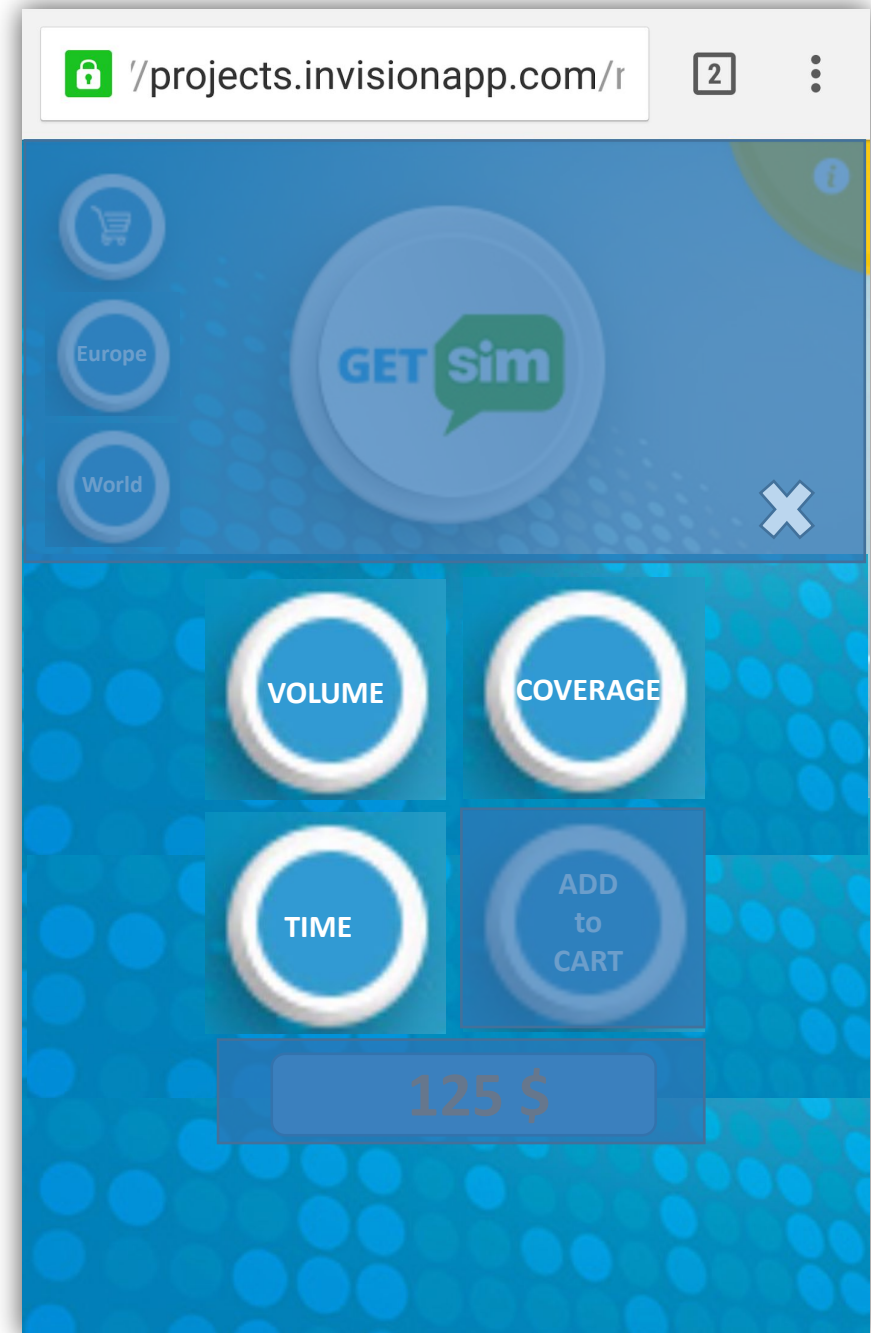 //projects.invisionapp.com/r
2
i
Europe
GET sim
World
VOLUME
COVERAGE
TIME
ADD
to
CART
125 $